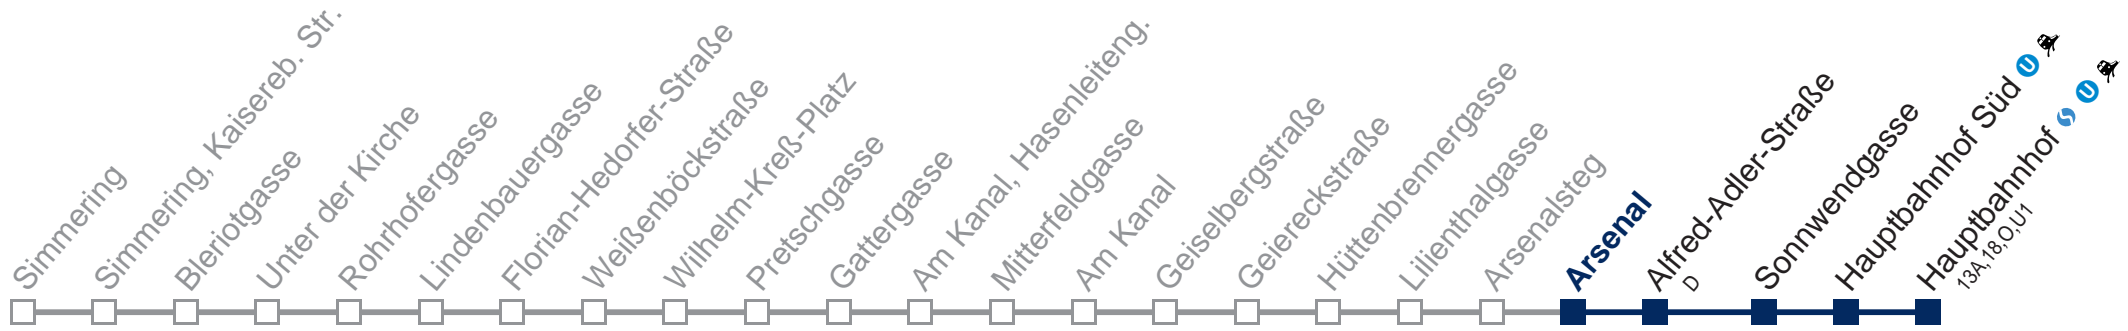 Simmering
Simmering, Kaisereb. Str.
Bleriotgasse
Unter der Kirche
Rohrhofergasse
Lindenbauergasse
Florian-Hedorfer-Straße
Weißenböckstraße
Wilhelm-Kreß-Platz
Pretschgasse
Gattergasse
Am Kanal, Hasenleiteng.
Mitterfeldgasse
Am Kanal
Geiselbergstraße
Geiereckstraße
Hüttenbrennergasse
Lilienthalgasse
Arsenalsteg
Arsenal
Alfred-Adler-Straße
D
Sonnwendgasse
Hauptbahnhof Süd U
Hauptbahnhof U
13A,18,O,U1